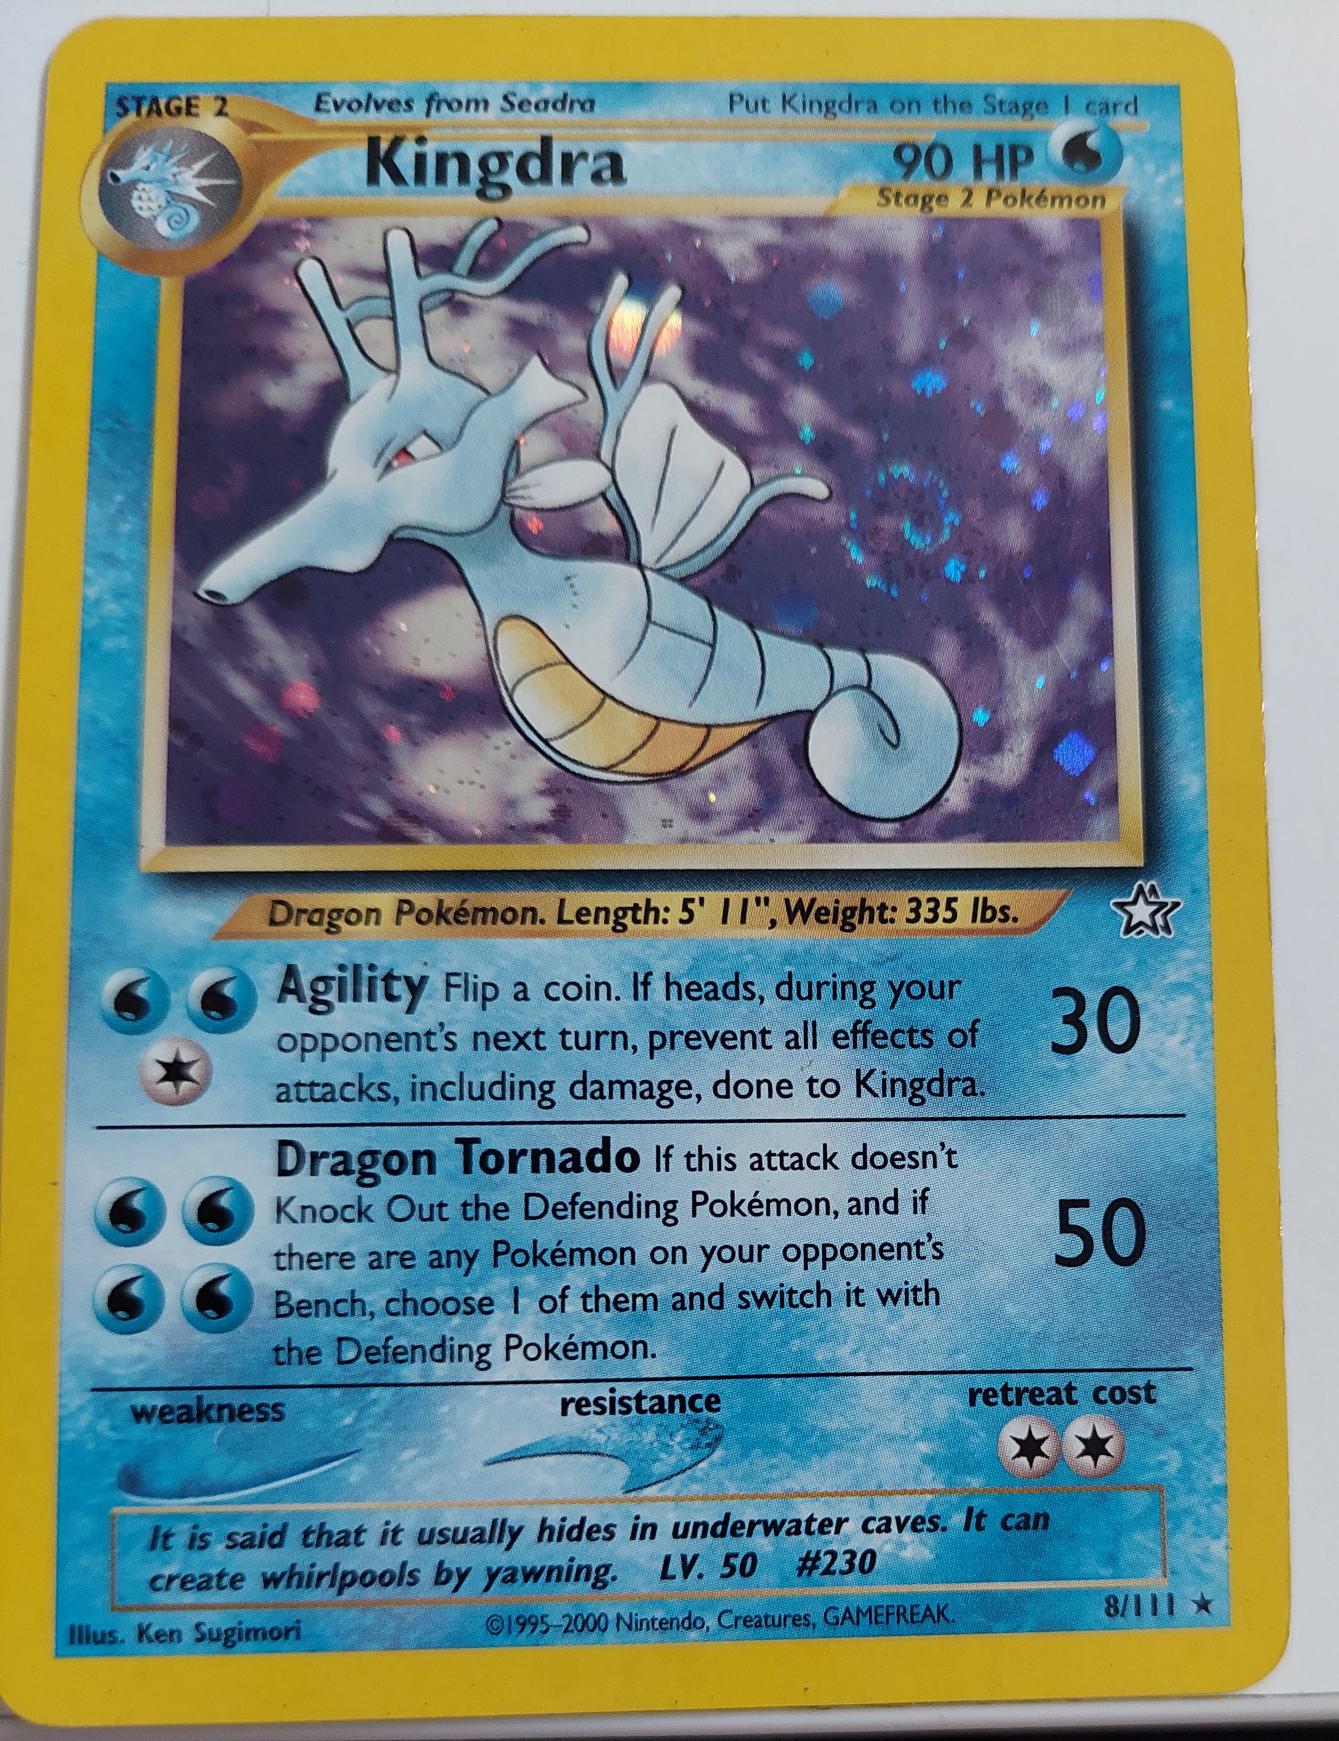 STAGE 2 Evolves from Seadra Put Kingdra on the Stage 1 card
Kingdra 90 HP
Stage 2 Pokémon
Dragon Pokémon. Length: 5' 11", Weight: 335 lbs.
Agility Flip a coin. If heads, during your
opponent's next turn, prevent all effects of
attacks, including damage, done to Kingdra.
30
Dragon Tornado If this attack doesn't
Knock Out the Defending Pokémon, and if
there are any Pokémon on your opponent's
Bench, choose 1 of them and switch it with
the Defending Pokémon.
50
weakness resistance retreat cost
It is said that it usually hides in underwater caves. It can
create whirlpools by yawning. LV. 50 #230
Illus. Ken Sugimori ©1995–2000 Nintendo, Creatures, GAMEFREAK. 8/111 ★